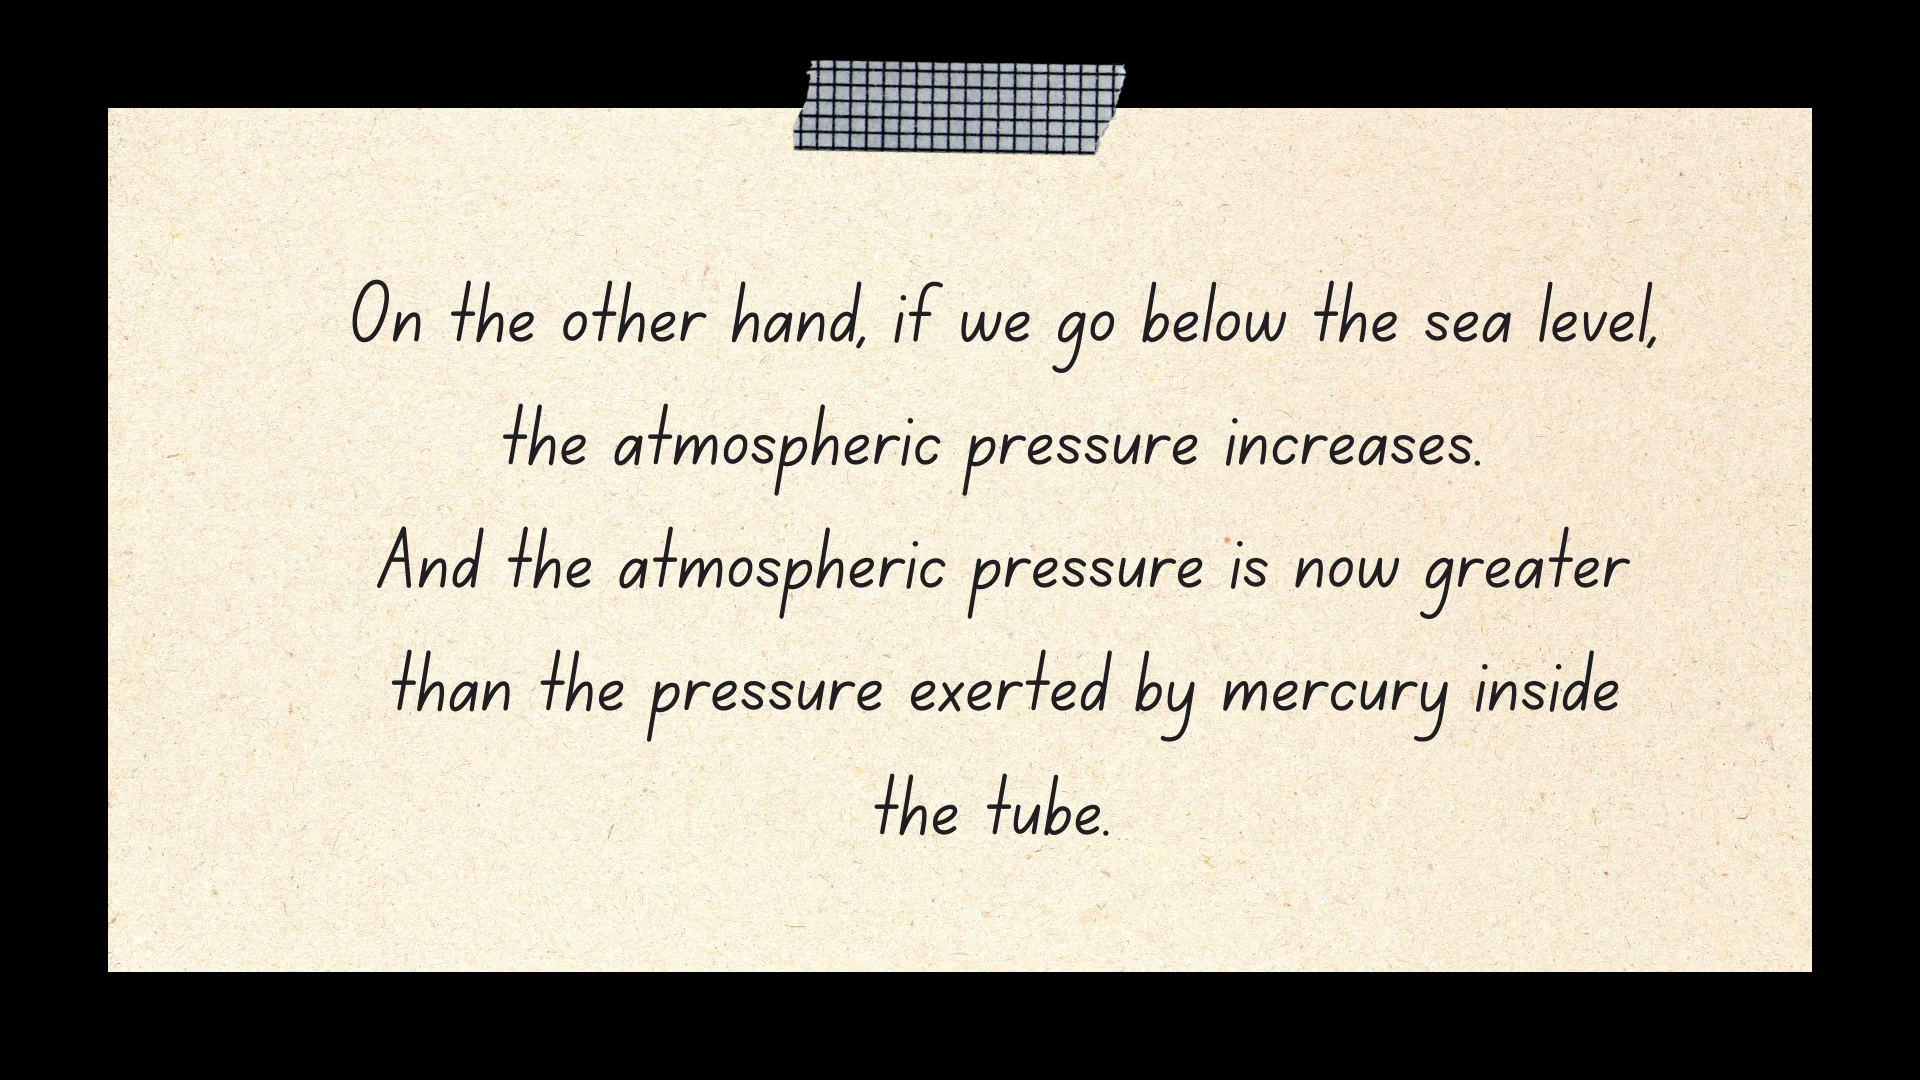 On the other hand, if we go below the sea level,
the atmospheric pressure increases.
And the atmospheric pressure is now greater
than the pressure exerted by mercury inside
the tube.